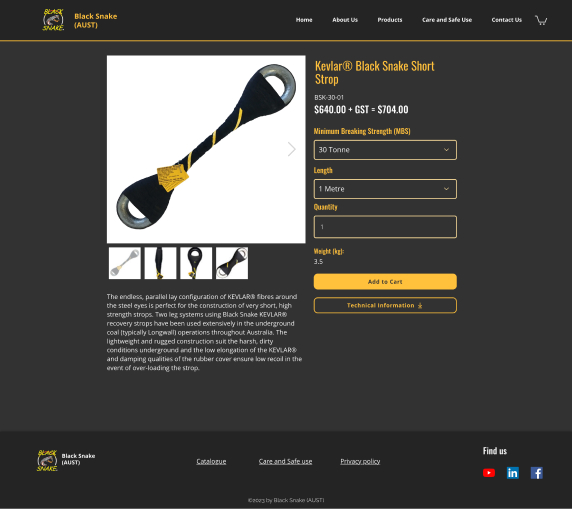 BLACK
SNAKE.
Black Snake
(AUST)
Home
About Us
Products
Care and Safe Use
Contact Us
Kevlar® Black Snake Short
Strop
BSK-30-01
$640.00 + GST = $704.00
Minimum Breaking Strength (MBS)
30 Tonne
Length
1 Metre
Quantity
1
Weight (kg):
3.5
Add to Cart
Technical Information
The endless, parallel lay configuration of KEVLAR® fibres around
the steel eyes is perfect for the construction of very short, high
strength strops. Two leg systems using Black Snake KEVLAR®
recovery strops have been used extensively in the underground
coal (typically Longwall) operations throughout Australia. The
lightweight and rugged construction suit the harsh, dirty
conditions underground and the low elongation of the KEVLAR®
and damping qualities of the rubber cover ensure low recoil in the
event of over-loading the strop.
BLACK
SNAKE.
Black Snake
(AUST)
Catalogue
Care and Safe use
Privacy policy
Find us
©2023 by Black Snake (AUST)